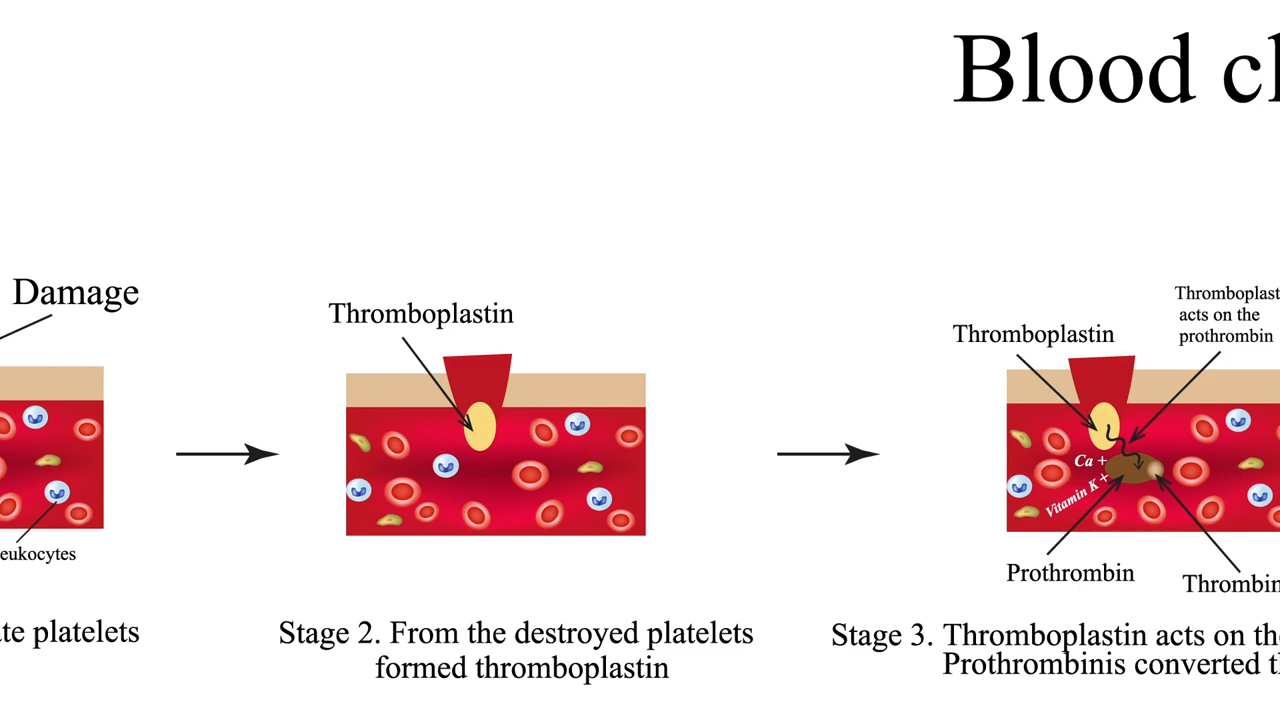 Blood cl
Damage
eukocytes
te platelets
Thromboplastin
Stage 2. From the destroyed platelets
formed thromboplastin
Thromboplastin
Thromboplast
acts on the
prothrombin
Ca +
Vitamin K +
Prothrombin
Thrombin
Stage 3. Thromboplastin acts on the
Prothrombinis converted th